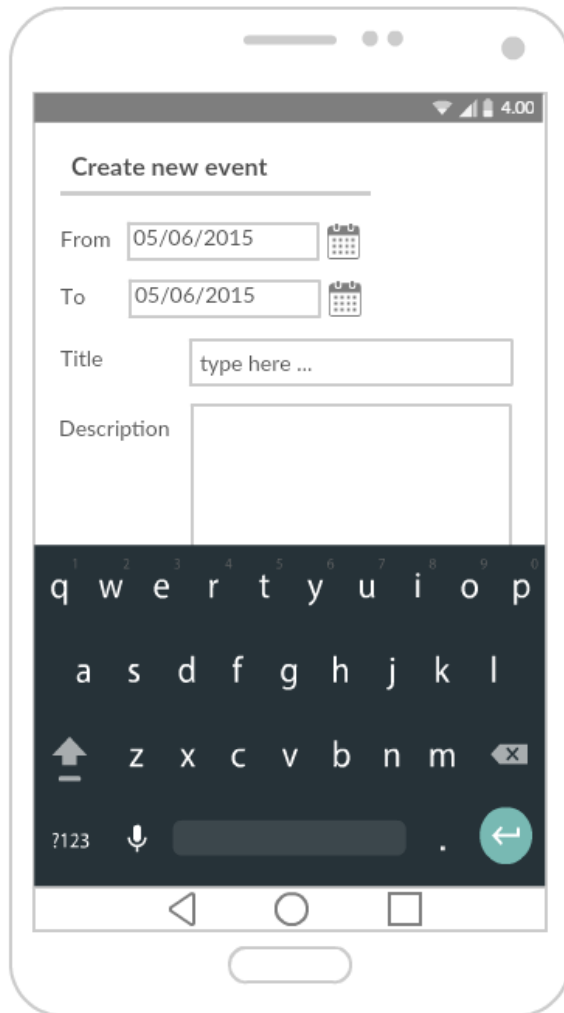 4.00
Create new event
From 05/06/2015
To 05/06/2015
Title type here ...
Description
1 2 3 4 5 6 7 8 9 0
q w e r t y u i o p
a s d f g h j k l
z x c v b n m
?123 .